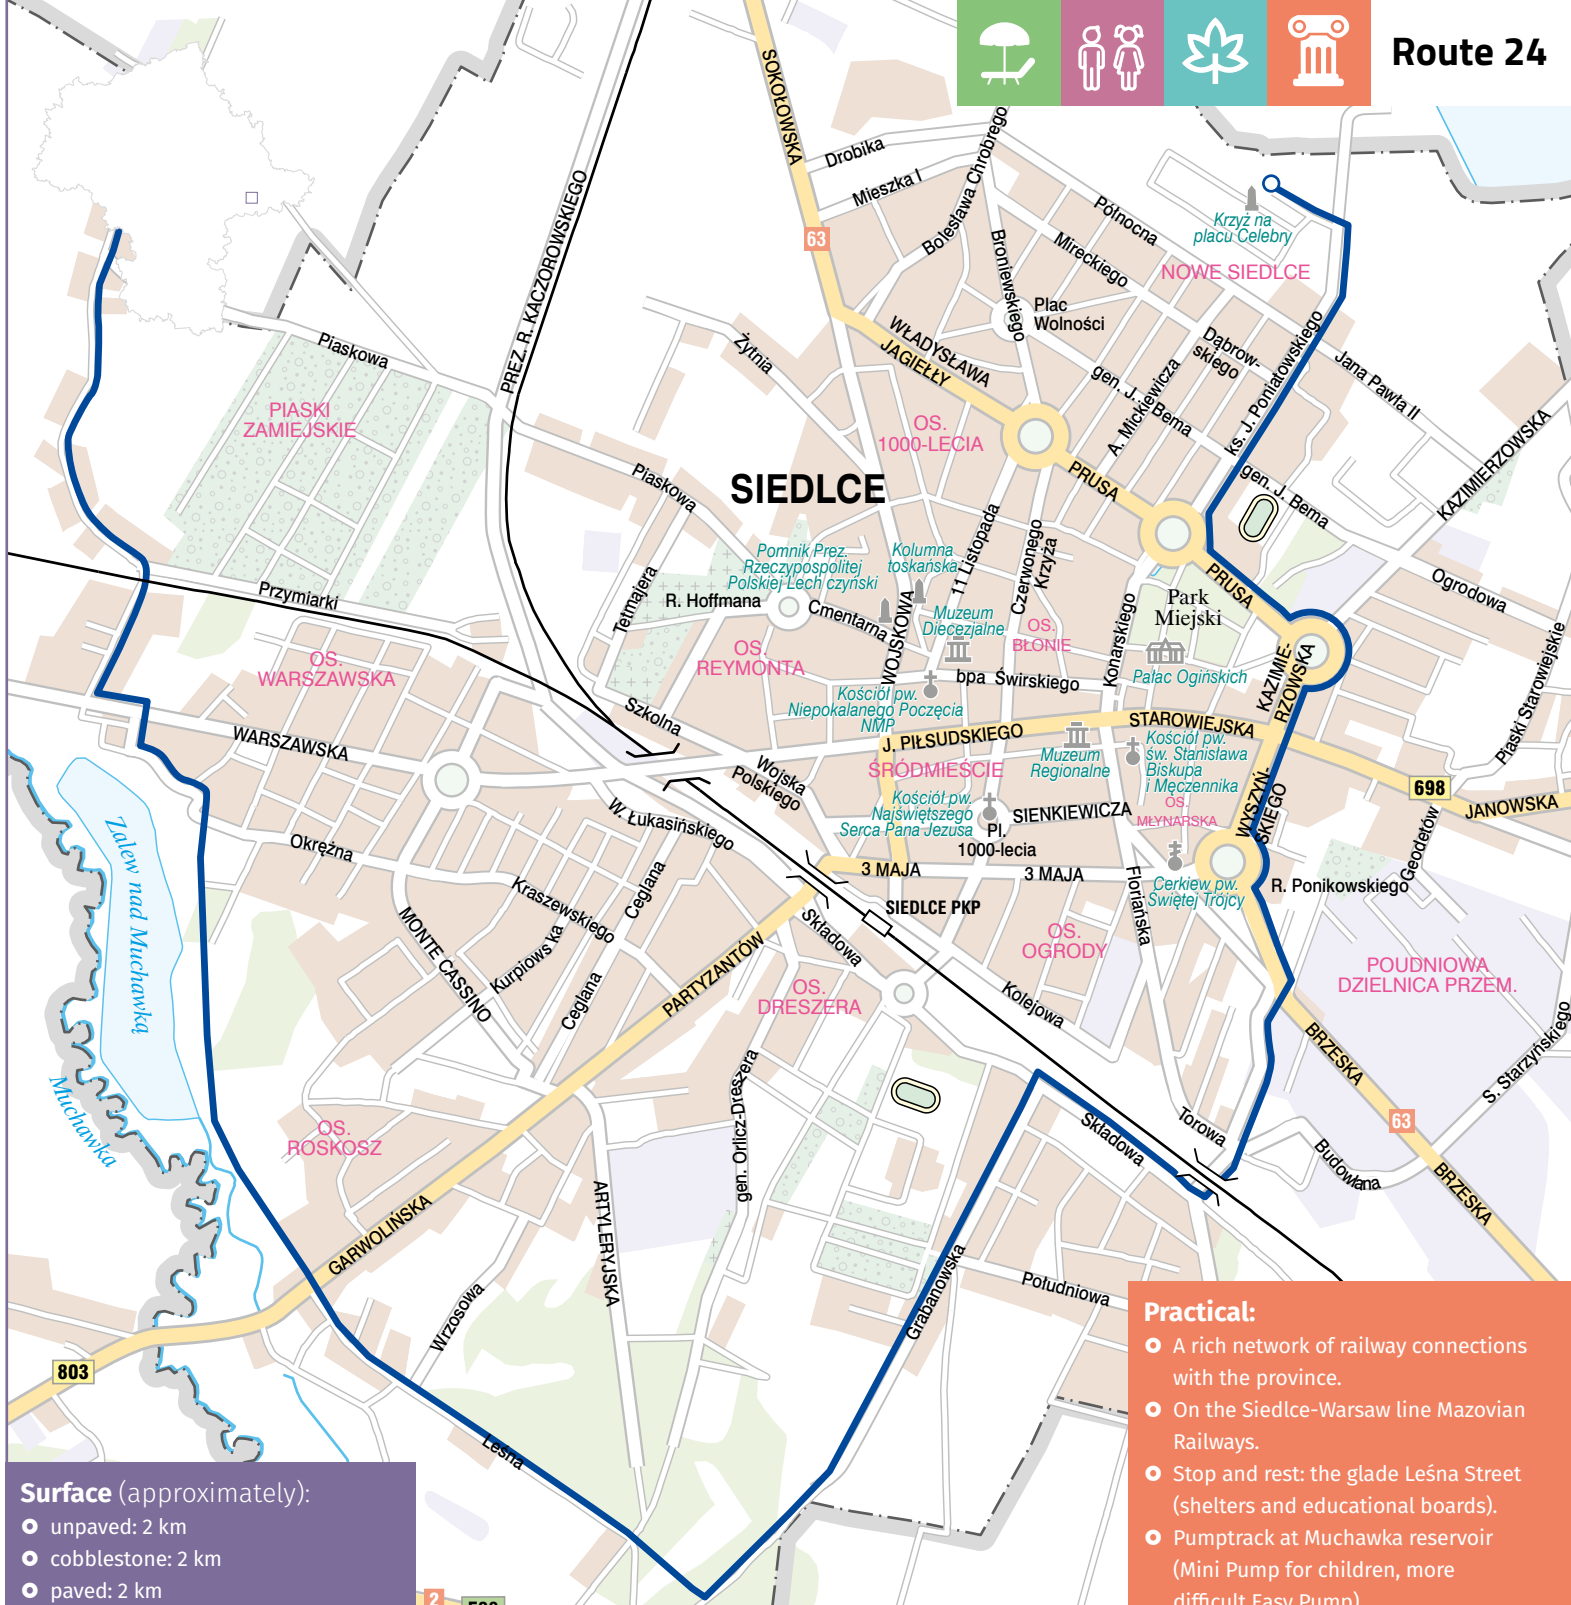 Route 24
SOKOŁOWSKA
PREZ. R. KACZOROWSKIEGO
Drobika
Mieszka I
Bolesława Chrobrego
Broniewskiego
Północna
Mireckiego
Krzyż na
placu Celebry
NOWE SIEDLCE
63
Plac
Wolności
WŁADYSŁAWA
JAGIEŁŁY
Dąbrow-
skiego
ks. J. Poniatowskiego
Jana Pawła II
Piaskowa
Żytnia
gen. J. Bema
A. Mickiewicza
PIASKI
ZAMIEJSKIE
OS.
1000-LECIA
KAZIMIERZOWSKA
PRUSA
SIEDLCE
Piaskowa
gen. J. Bema
11 Listopada
Czerwonego
Krzyża
Pomnik Prez.
Rzeczypospolitej
Polskiej Lech czyński
Kolumna
toskańska
PRUSA
Ogrodowa
Przymiarki
Tetmajera
R. Hoffmana
Cmentarna
WOJSKOWA
Muzeum
Diecezjalne
OS.
BŁONIE
Konarskiego
Park
Miejski
OS.
WARSZAWSKA
OS.
REYMONTA
bpa Świrskiego
Pałac Ogińskich
KAZIMIE-
RZOWSKA
Piaski Starowiejskie
Kościół pw.
Niepokalanego Poczęcia
NMP
Szkolna
WARSZAWSKA
J. PIŁSUDSKIEGO
STAROWIEJSKA
ŚRÓDMIEŚCIE
Muzeum
Regionalne
Kościół pw.
św. Stanisława
Biskupa
i Męczennika
Wojska
Polskiego
WYSZYŃ-
SKIEGO
698
JANOWSKA
Kościół pw.
Najświętszego
Serca Pana Jezusa
SIENKIEWICZA
OS.
MŁYNARSKA
Pl.
1000-lecia
W. Łukasińskiego
Zalew nad Muchawką
Okrężna
3 MAJA
3 MAJA
Floriańska
Cerkiew pw.
Świętej Trójcy
R. Ponikowskiego
Geodetów
Kraszewskiego
Ceglana
SIEDLCE PKP
MONTE CASSINO
Kurpiows ka
Ceglana
PARTYZANTÓW
Składowa
OS.
OGRODY
POUDNIOWA
DZIELNICA PRZEM.
OS.
DRESZERA
Kolejowa
BRZESKA
S. Starzyńskiego
Muchawka
gen. Orlicz-Dreszera
OS.
ROSKOSZ
Składowa
Torowa
63
Budowlana
BRZESKA
GARWOLIŃSKA
ARTYLERYJSKA
Wrzosowa
Grabanowska
Południowa
803
Leśna
Practical:
A rich network of railway connections
with the province.
On the Siedlce-Warsaw line Mazovian
Railways.
Stop and rest: the glade Leśna Street
(shelters and educational boards).
Pumptrack at Muchawka reservoir
(Mini Pump for children, more
difficult Easy Pump)
Surface (approximately):
unpaved: 2 km
cobblestone: 2 km
paved: 2 km
2